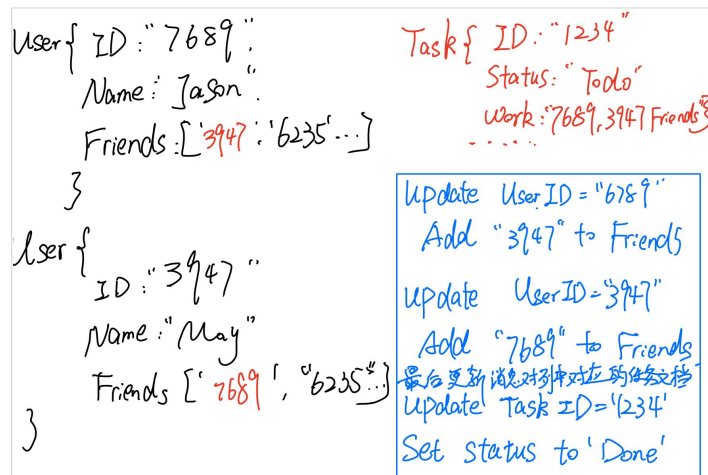 User{ ID:"7689",
Name:"Jason".
Friends:['3947','6235'...]
}
User{
ID:"3947"
Name:"May"
Friends ['7689', "6235"...]
}
Task{ ID:"1234"
Status:"Todo"
Work:"7689,3947 Friends"}
......
Update UserID="6789"
Add "3947" to Friends
Update UserID="3947"
Add "7689" to Friends
最后更新消息对列中对应的任务文档
Update Task ID='1234'
Set status to 'Done'